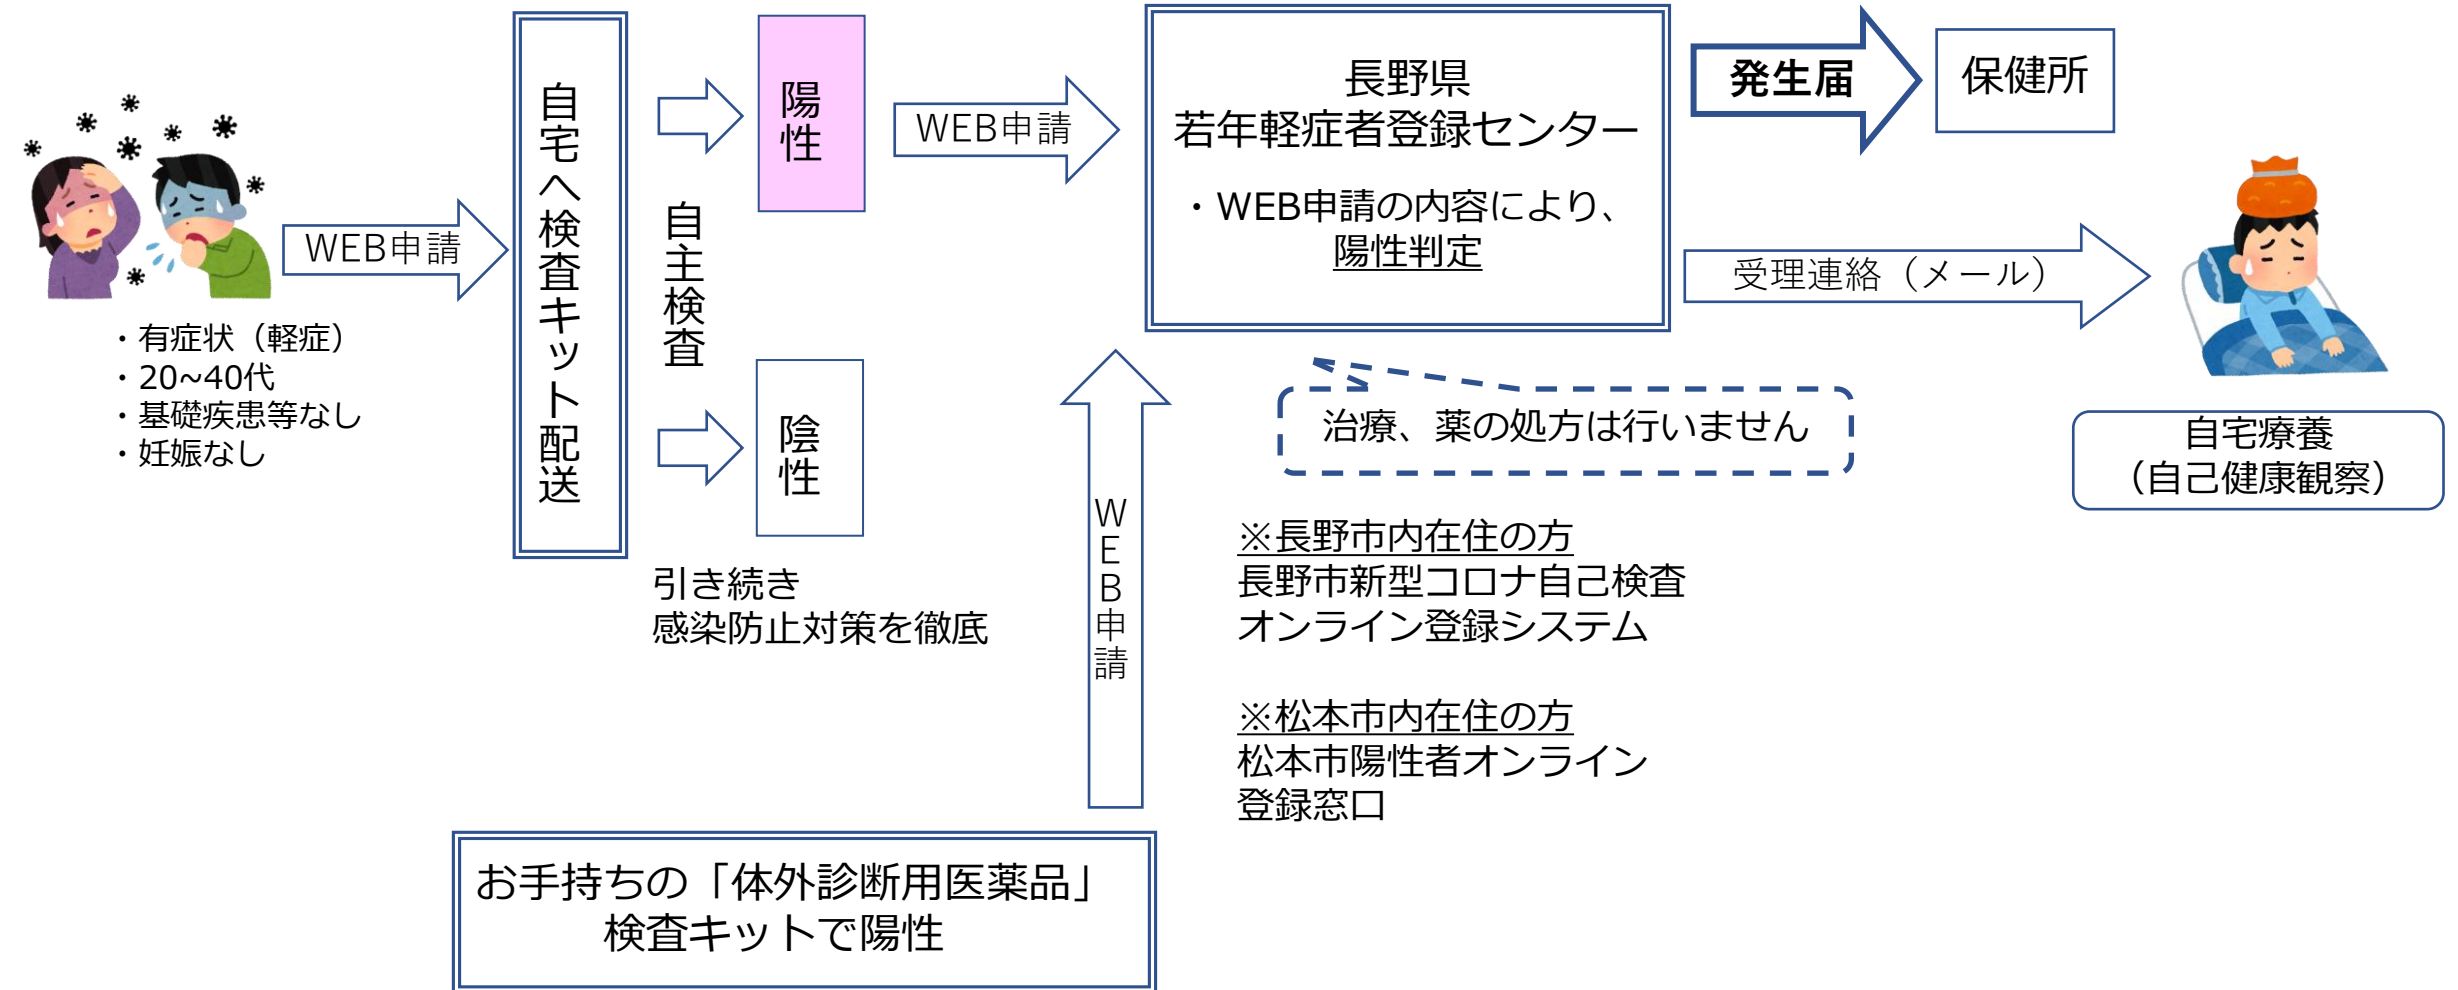 ・有症状（軽症）
・20~40代
・基礎疾患等なし
・妊娠なし
WEB申請
自宅へ検査キット配送
自主検査
陽性
陰性
引き続き
感染防止対策を徹底
WEB申請
長野県
若年軽症者登録センター
・WEB申請の内容により、
陽性判定
発生届
保健所
受理連絡（メール）
自宅療養
（自己健康観察）
治療、薬の処方は行いません
※長野市内在住の方
長野市新型コロナ自己検査
オンライン登録システム
※松本市内在住の方
松本市陽性者オンライン
登録窓口
WEB申請
お手持ちの「体外診断用医薬品」
検査キットで陽性